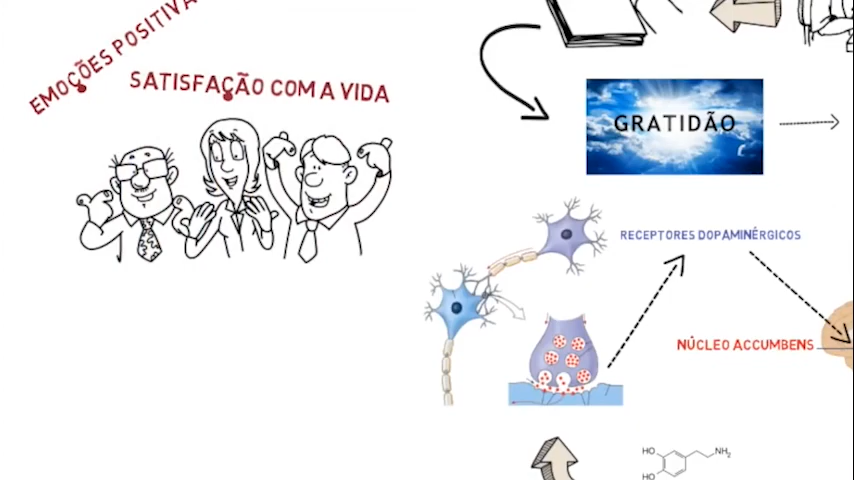 EMOÇÕES POSITIVA
SATISFAÇÃO COM A VIDA
GRATIDÃO
RECEPTORES DOPAMINÉRGICOS
NÚCLEO ACCUMBENS
HO
NH2
HO